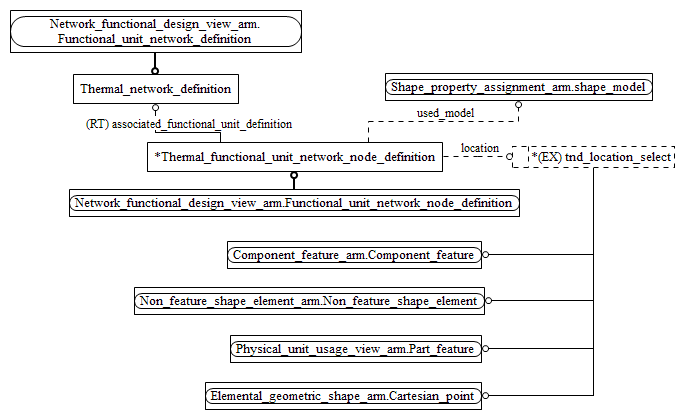 Network_functional_design_view_arm.
Functional_unit_network_definition
Thermal_network_definition
Shape_property_assignment_arm.shape_model
(RT) associated_functional_unit_definition
used_model
*Thermal_functional_unit_network_node_definition
location
*(EX) tnd_location_select
Network_functional_design_view_arm.Functional_unit_network_node_definition
Component_feature_arm.Component_feature
Non_feature_shape_element_arm.Non_feature_shape_element
Physical_unit_usage_view_arm.Part_feature
Elemental_geometric_shape_arm.Cartesian_point